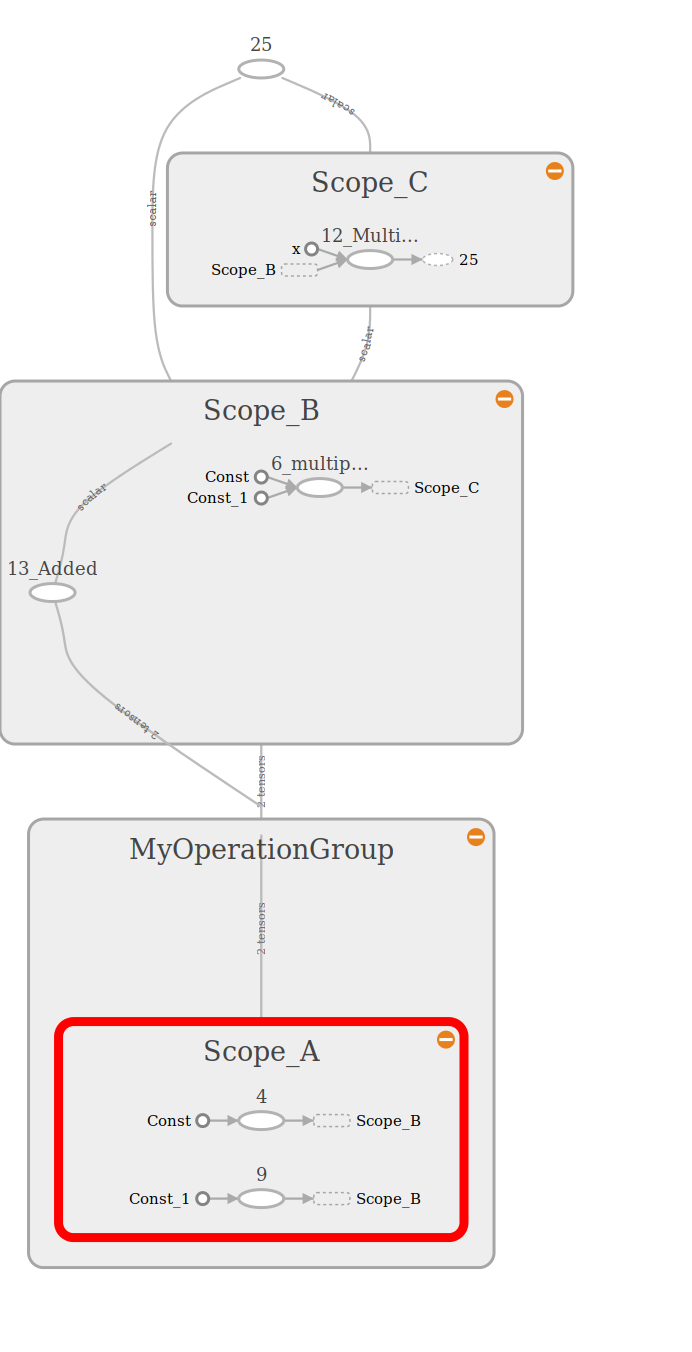 25
scalar
scalar
Scope_C
12_Multi...
x
Scope_B
25
scalar
Scope_B
6_multip...
Const
Const_1
Scope_C
scalar
13_Added
2 tensors
2 tensors
MyOperationGroup
2 tensors
Scope_A
4
Const
Scope_B
9
Const_1
Scope_B